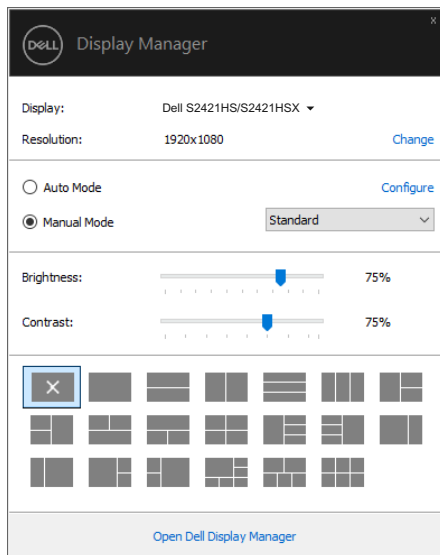 x
DELL Display Manager
Display: Dell S2421HS/S2421HSX
Resolution: 1920x1080 Change
Auto Mode Configure
Manual Mode Standard
Brightness: 75%
Contrast: 75%
Open Dell Display Manager